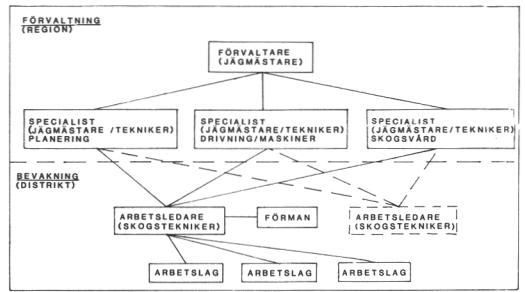 FÖRVALTNING
(REGION)
FÖRVALTARE
(JÄGMÄSTARE)
SPECIALIST
(JÄGMÄSTARE /TEKNIKER)
PLANERING
SPECIALIST
(JÄGMÄSTARE/TEKNIKER)
DRIVNING/MASKINER
SPECIALIST
(JÄGMÄSTARE/TEKNIKER)
SKOGSVÅRD
BEVAKNING
(DISTRIKT)
ARBETSLEDARE
(SKOGSTEKNIKER)
FÖRMAN
ARBETSLEDARE
(SKOGSTEKNIKER)
ARBETSLAG
ARBETSLAG
ARBETSLAG